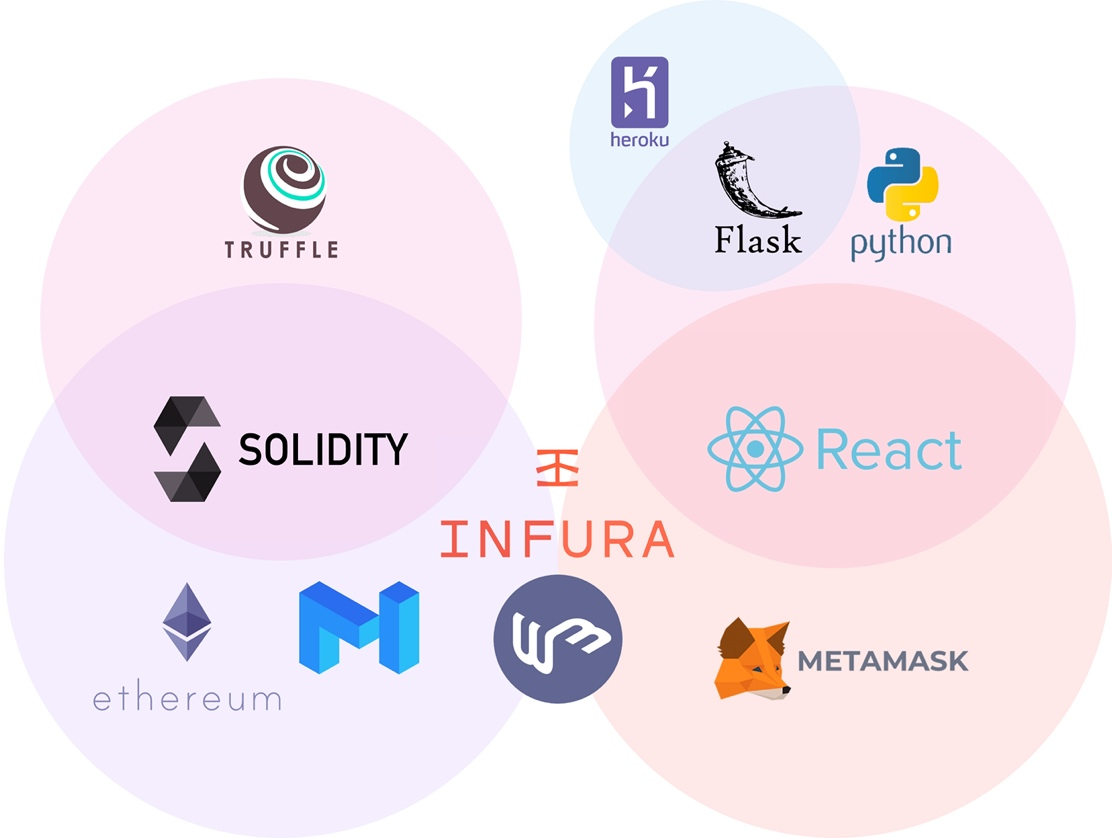 heroku
TRUFFLE
Flask
python
SOLIDITY
React
INFURA
METAMASK
ethereum